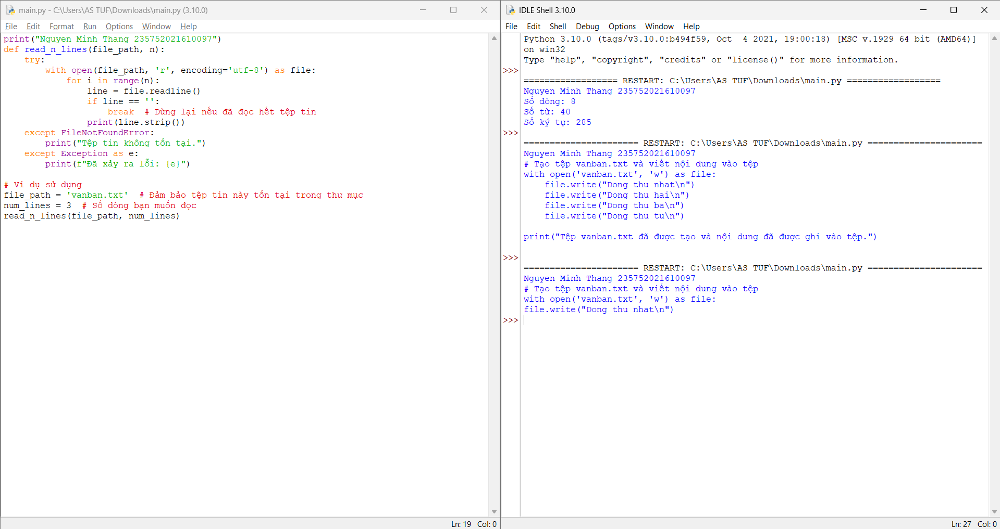 main.py - C:\Users\AS TUF\Downloads\main.py (3.10.0)
File Edit Format Run Options Window Help
print("Nguyen Minh Thang 235752021610097")
def read_n_lines(file_path, n):
    try:
        with open(file_path, 'r', encoding='utf-8') as file:
            for i in range(n):
                line = file.readline()
                if line == '':
                    break  # Dừng lại nếu đã đọc hết tệp tin
                print(line.strip())
    except FileNotFoundError:
        print("Tệp tin không tồn tại.")
    except Exception as e:
        print(f"Đã xảy ra lỗi: {e}")
# Ví dụ sử dụng
file_path = 'vanban.txt'  # Đảm bảo tệp tin này tồn tại trong thư mục
num_lines = 3  # Số dòng bạn muốn đọc
read_n_lines(file_path, num_lines)
Ln: 19 Col: 0
IDLE Shell 3.10.0
File Edit Shell Debug Options Window Help
Python 3.10.0 (tags/v3.10.0:b494f59, Oct  4 2021, 19:00:18) [MSC v.1929 64 bit (AMD64)]
on win32
Type "help", "copyright", "credits" or "license()" for more information.
>>>
================== RESTART: C:\Users\AS TUF\Downloads\main.py ==================
Nguyen Minh Thang 235752021610097
Số dòng: 8
Số từ: 40
Số ký tự: 285
>>>
====================== RESTART: C:\Users\AS TUF\Downloads\main.py ======================
Nguyen Minh Thang 235752021610097
# Tạo tệp vanban.txt và viết nội dung vào tệp
with open('vanban.txt', 'w') as file:
    file.write("Dong thu nhat\n")
    file.write("Dong thu hai\n")
    file.write("Dong thu ba\n")
    file.write("Dong thu tu\n")
print("Tệp vanban.txt đã được tạo và nội dung đã được ghi vào tệp.")
>>>
====================== RESTART: C:\Users\AS TUF\Downloads\main.py ======================
Nguyen Minh Thang 235752021610097
# Tạo tệp vanban.txt và viết nội dung vào tệp
with open('vanban.txt', 'w') as file:
file.write("Dong thu nhat\n")
>>>
Ln: 27 Col: 0